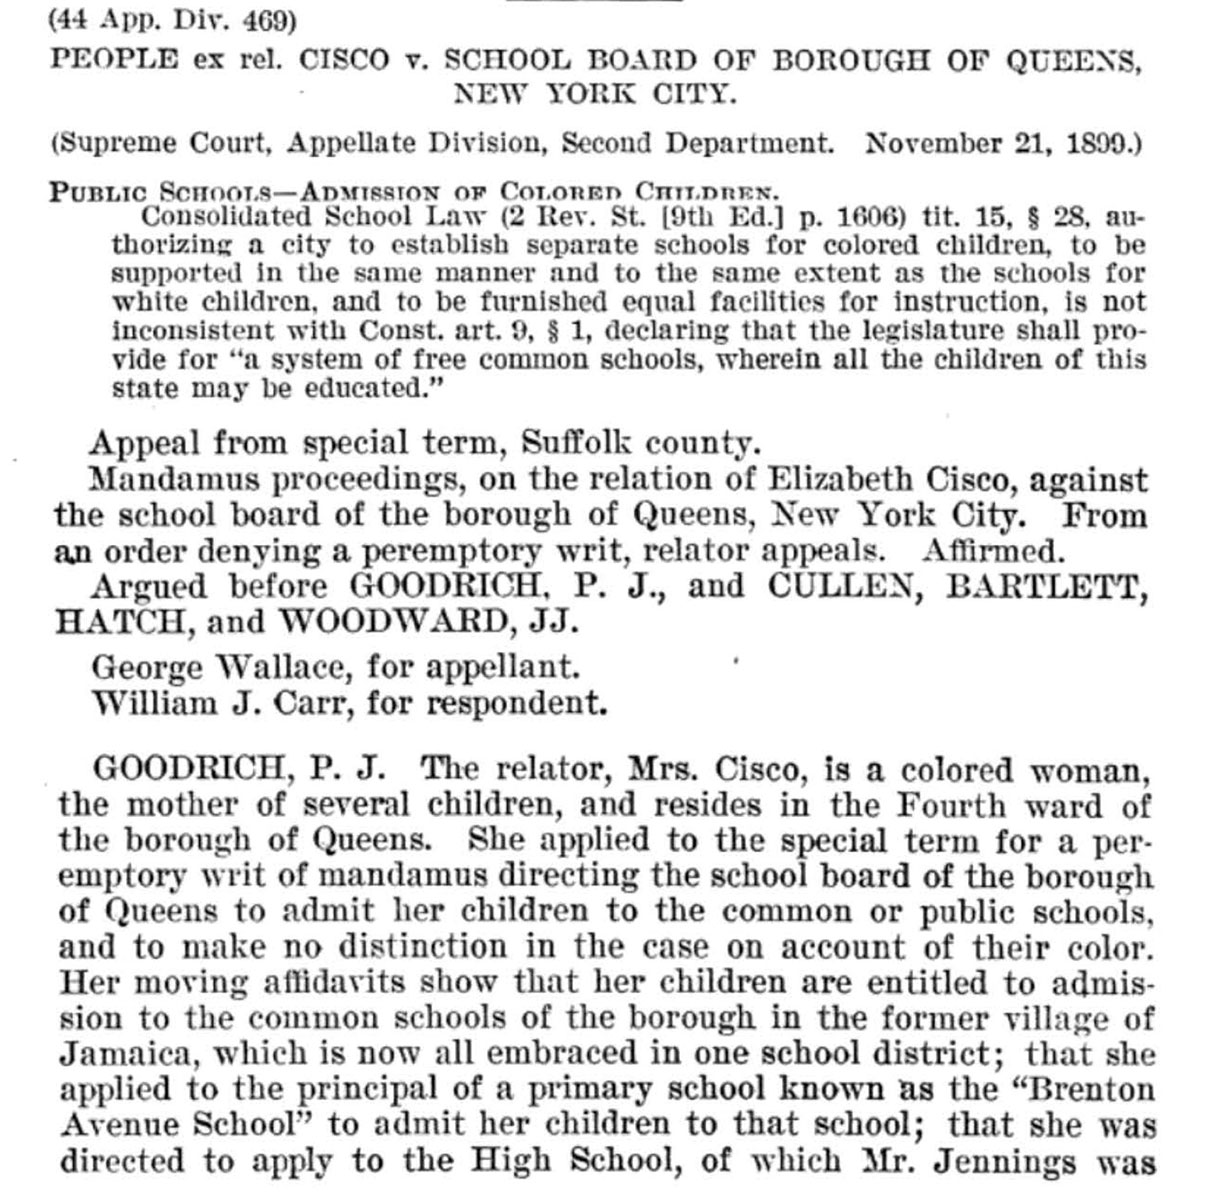 (44 App. Div. 469)
PEOPLE ex rel. CISCO v. SCHOOL BOARD OF BOROUGH OF QUEENS,
NEW YORK CITY.
(Supreme Court, Appellate Division, Second Department. November 21, 1899.)
PUBLIC SCHOOLS—ADMISSION OF COLORED CHILDREN.
Consolidated School Law (2 Rev. St. [9th Ed.] p. 1606) tit. 15, § 28, au-
thorizing a city to establish separate schools for colored children, to be
supported in the same manner and to the same extent as the schools for
white children, and to be furnished equal facilities for instruction, is not
inconsistent with Const. art. 9, § 1, declaring that the legislature shall pro-
vide for “a system of free common schools, wherein all the children of this
state may be educated.”
Appeal from special term, Suffolk county.
Mandamus proceedings, on the relation of Elizabeth Cisco, against
the school board of the borough of Queens, New York City. From
an order denying a peremptory writ, relator appeals. Affirmed.
Argued before GOODRICH, P. J., and CULLEN, BARTLETT,
HATCH, and WOODWARD, JJ.
George Wallace, for appellant.
William J. Carr, for respondent.
GOODRICH, P. J. The relator, Mrs. Cisco, is a colored woman,
the mother of several children, and resides in the Fourth ward of
the borough of Queens. She applied to the special term for a per-
emptory writ of mandamus directing the school board of the borough
of Queens to admit her children to the common or public schools,
and to make no distinction in the case on account of their color.
Her moving affidavits show that her children are entitled to admis-
sion to the common schools of the borough in the former village of
Jamaica, which is now all embraced in one school district; that she
applied to the principal of a primary school known as the “Brenton
Avenue School” to admit her children to that school; that she was
directed to apply to the High School, of which Mr. Jennings was